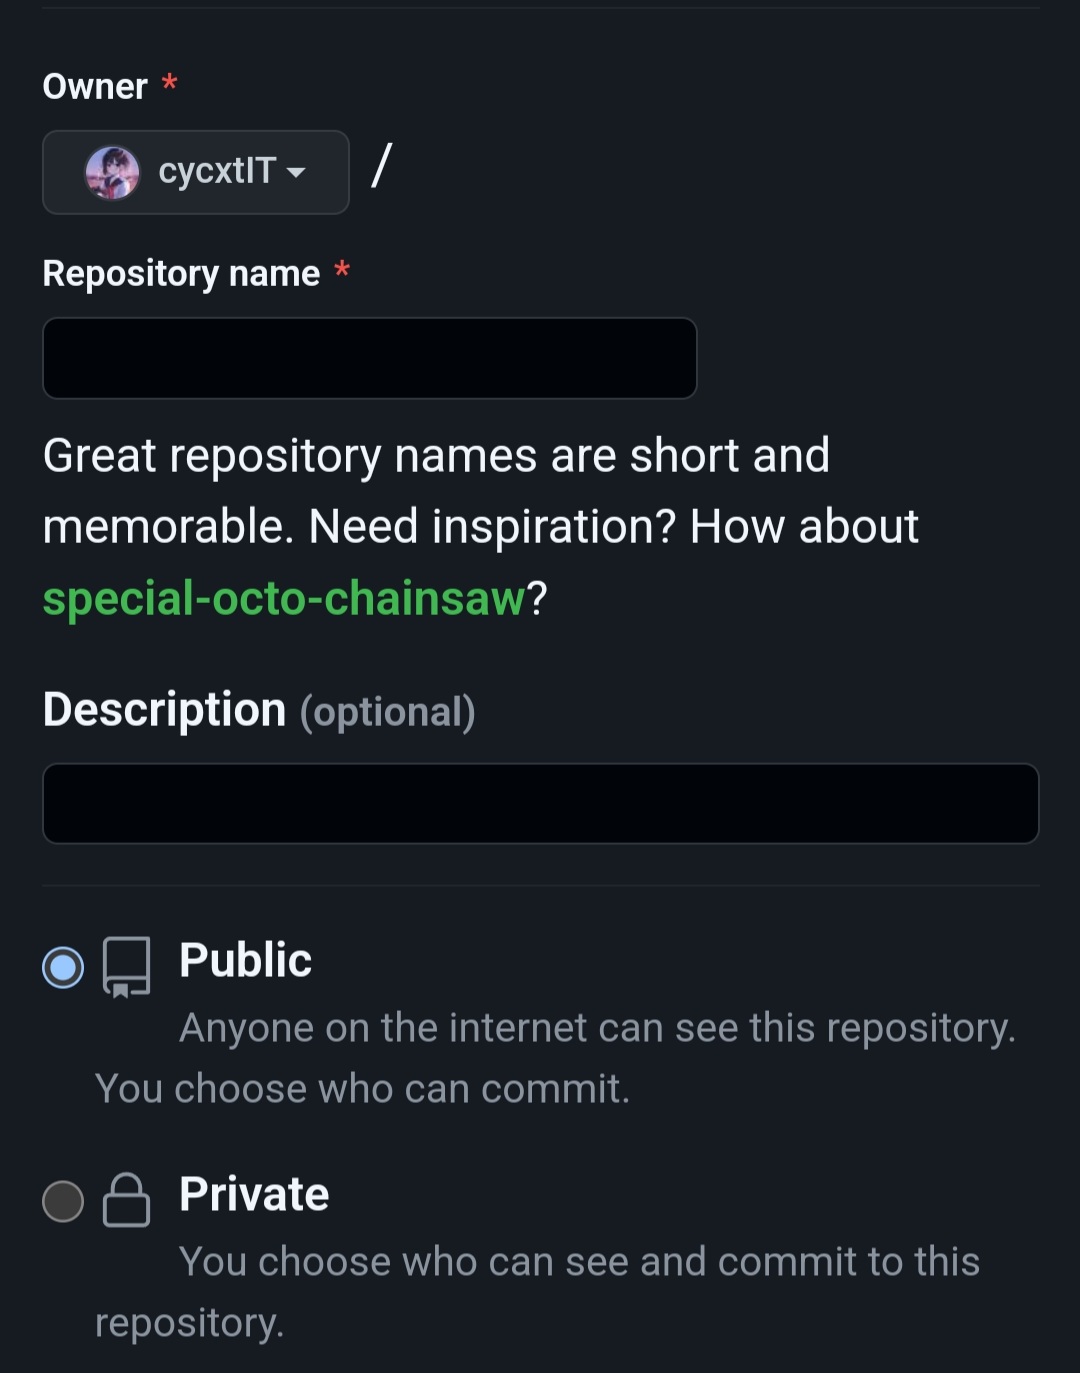 Owner *
cycxtIT /
Repository name *
Great repository names are short and
memorable. Need inspiration? How about
special-octo-chainsaw?
Description (optional)
Public
Anyone on the internet can see this repository.
You choose who can commit.
Private
You choose who can see and commit to this
repository.